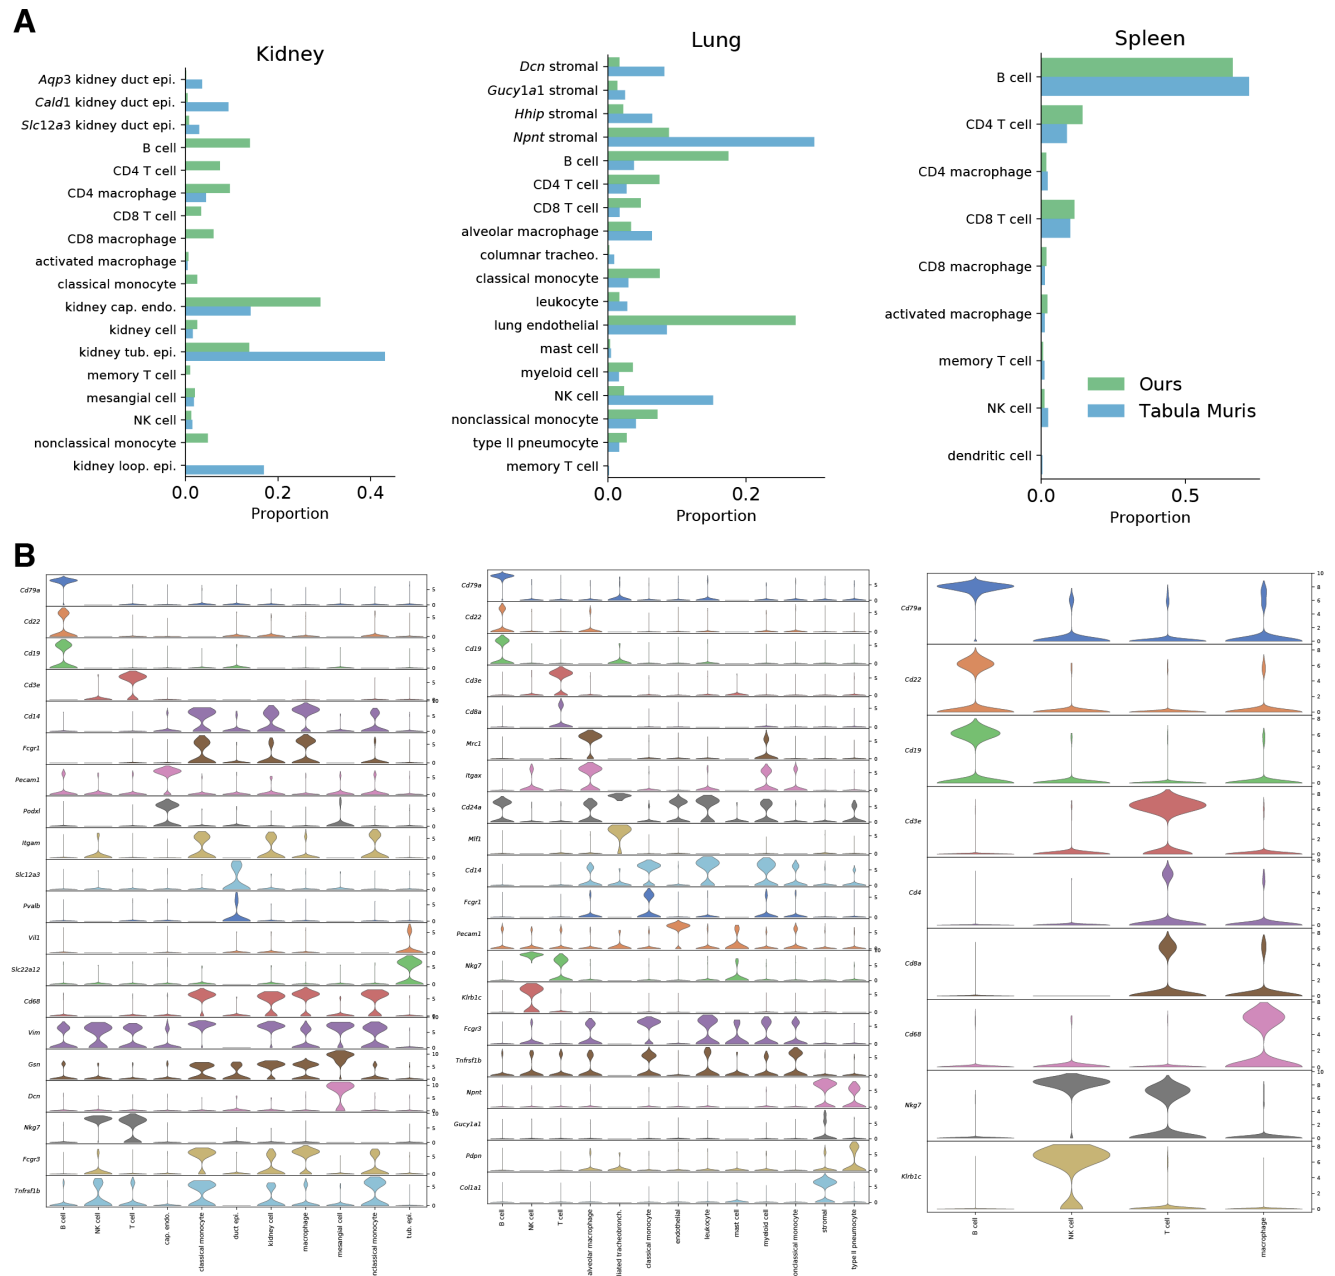 A
Kidney
Aqp3 kidney duct epi.
Cald1 kidney duct epi.
Slc12a3 kidney duct epi.
B cell
CD4 T cell
CD4 macrophage
CD8 T cell
CD8 macrophage
activated macrophage
classical monocyte
kidney cap. endo.
kidney cell
kidney tub. epi.
memory T cell
mesangial cell
NK cell
nonclassical monocyte
kidney loop. epi.
0.0 0.2 0.4
Proportion
Lung
Dcn stromal
Gucy1a1 stromal
Hhip stromal
Npnt stromal
B cell
CD4 T cell
CD8 T cell
alveolar macrophage
columnar tracheo.
classical monocyte
leukocyte
lung endothelial
mast cell
myeloid cell
NK cell
nonclassical monocyte
type II pneumocyte
memory T cell
0.0 0.2
Proportion
Spleen
B cell
CD4 T cell
CD4 macrophage
CD8 T cell
CD8 macrophage
activated macrophage
memory T cell
NK cell
dendritic cell
Ours
Tabula Muris
0.0 0.5
Proportion
B
Cd79a
Cd22
Cd19
Cd3e
Cd14
Fcgr1
Pecam1
Podxl
Itgam
Slc12a3
Pvalb
Vil1
Slc22a12
Cd68
Vim
Gsn
Dcn
Nkg7
Fcgr3
Tnfrsf1b
B cell
NK cell
T cell
cap. endo.
classical monocyte
duct epi.
kidney cell
macrophage
mesangial cell
nclassical monocyte
tub. epi.
Cd79a
Cd22
Cd19
Cd3e
Cd8a
Mrc1
Itgax
Cd24a
Mlf1
Cd14
Fcgr1
Pecam1
Nkg7
Klrb1c
Fcgr3
Tnfrsf1b
Npnt
Gucy1a1
Pdpn
Col1a1
B cell
NK cell
T cell
alveolar macrophage
liated tracheobronch.
classical monocyte
endothelial
leukocyte
mast cell
myeloid cell
onclassical monocyte
stromal
type II pneumocyte
Cd79a
Cd22
Cd19
Cd3e
Cd4
Cd8a
Cd68
Nkg7
Klrb1c
B cell
NK cell
T cell
macrophage